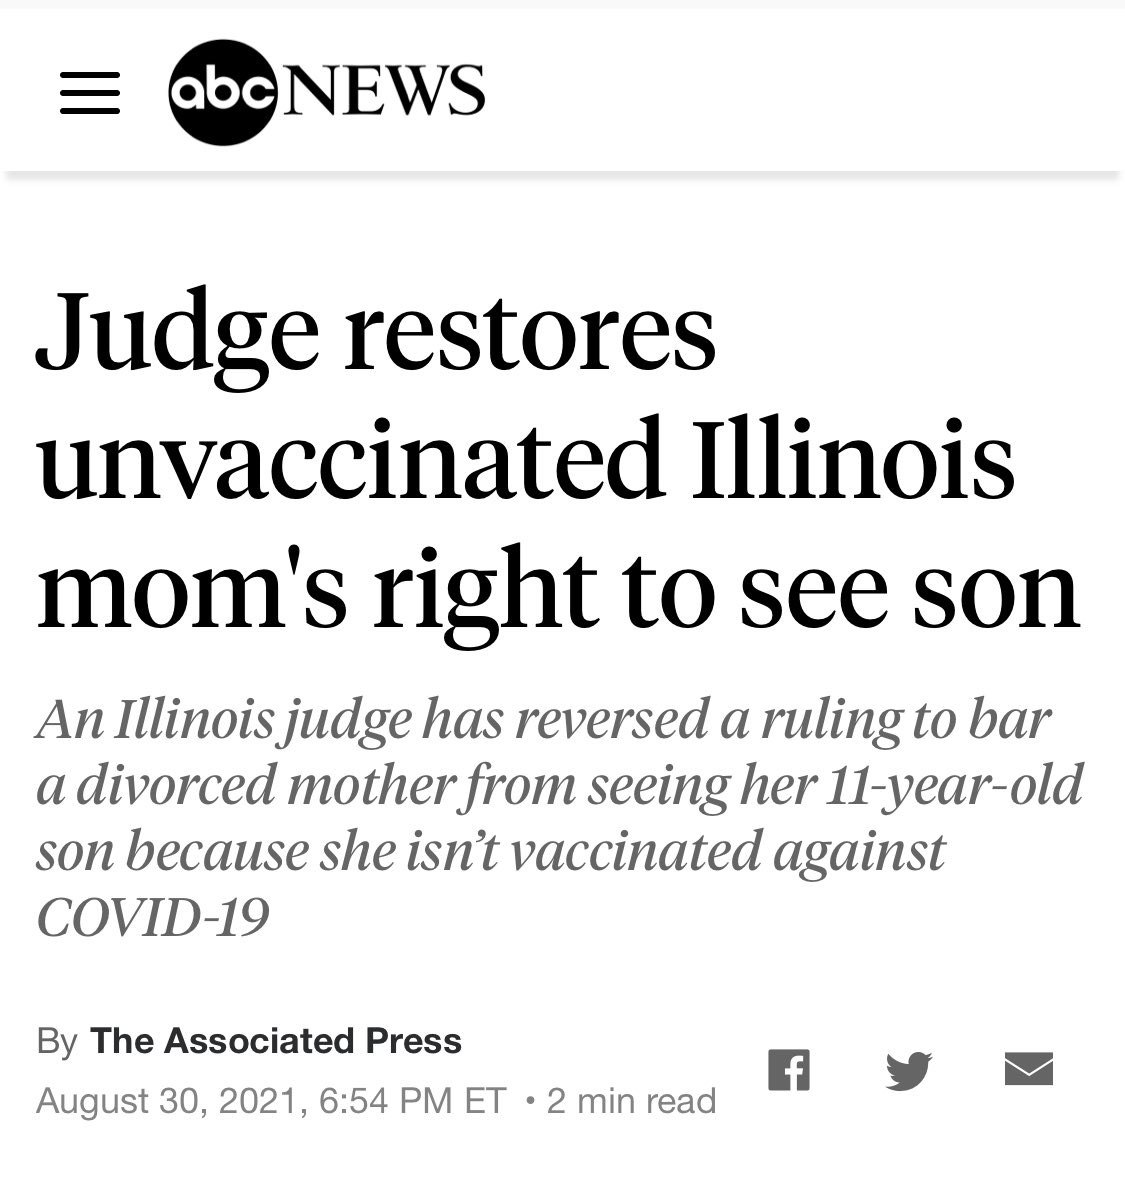 abc NEWS
Judge restores
unvaccinated Illinois
mom's right to see son
An Illinois judge has reversed a ruling to bar
a divorced mother from seeing her 11-year-old
son because she isn’t vaccinated against
COVID-19
By The Associated Press
August 30, 2021, 6:54 PM ET • 2 min read